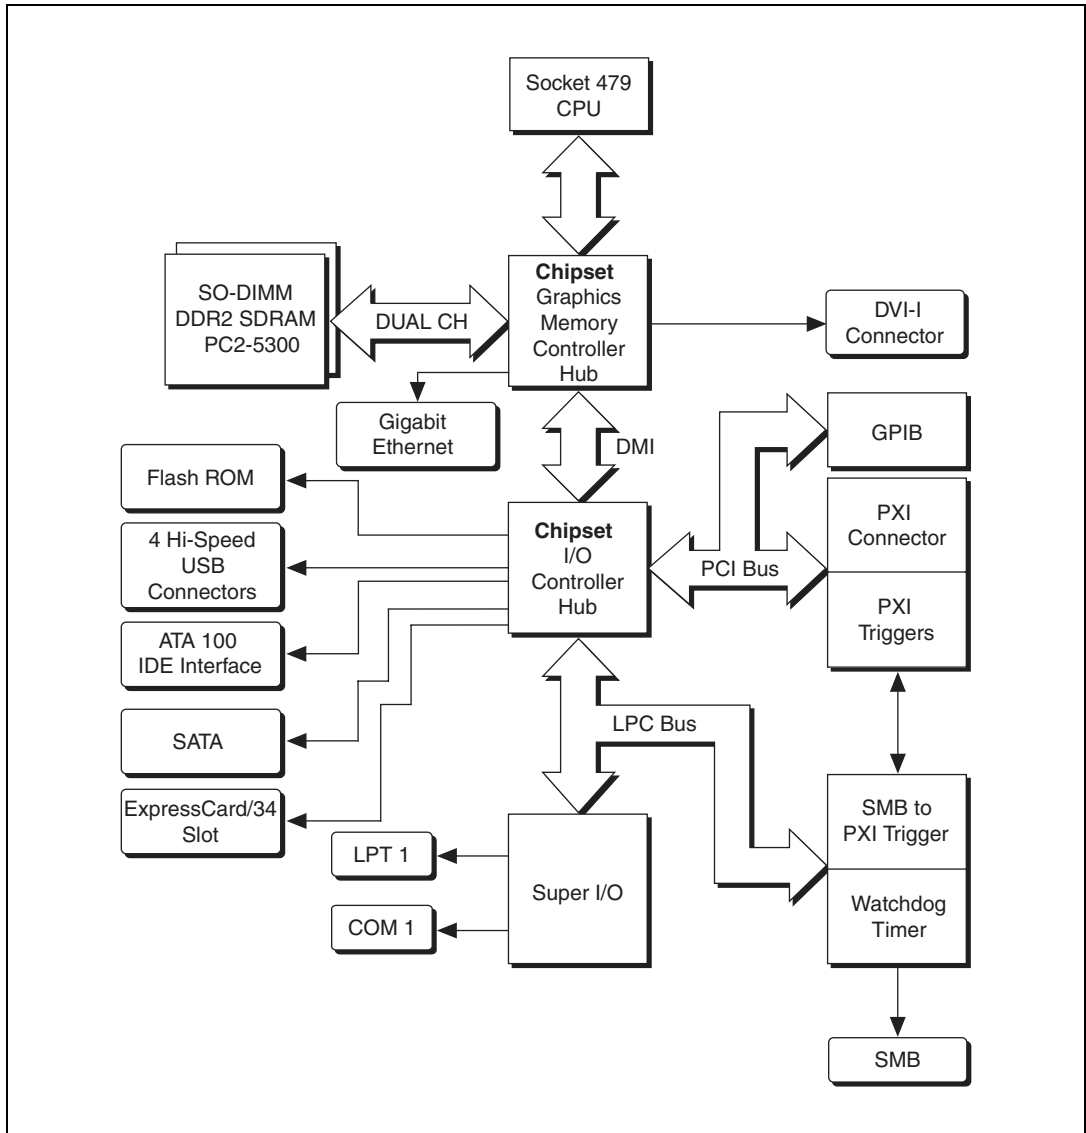 Socket 479
CPU
SO-DIMM
DDR2 SDRAM
PC2-5300
DUAL CH
Chipset
Graphics
Memory
Controller
Hub
DVI-I
Connector
Gigabit
Ethernet
DMI
GPIB
Flash ROM
4 Hi-Speed
USB
Connectors
ATA 100
IDE Interface
SATA
ExpressCard/34
Slot
Chipset
I/O
Controller
Hub
PCI Bus
PXI
Connector
PXI
Triggers
LPC Bus
LPT 1
COM 1
Super I/O
SMB to
PXI Trigger
Watchdog
Timer
SMB